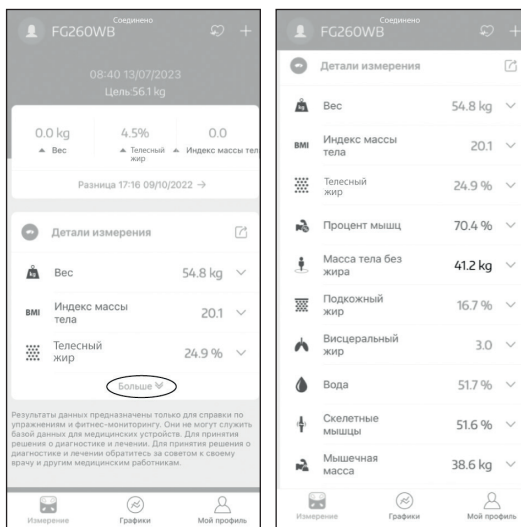 Соединено
FG260WB
08:40 13/07/2023
Цель:56.1 kg
0.0 kg 4.5% 0.0
Вес Телесный жир Индекс массы тел
Разница 17:16 09/10/2022 →
Детали измерения
kg Вес 54.8 kg
BMI Индекс массы тела 20.1
Телесный жир 24.9 %
Больше
Результаты данных предназначены только для справки по
упражнениям и фитнес-мониторингу. Они не могут служить
базой данных для медицинских устройств. Для принятия
решения о диагностике и лечении. Для принятия решения о
диагностике и лечении обратитесь за советом к своему
врачу и другим медицинским работникам.
Измерение Графики Мой профиль
Соединено
FG260WB
Детали измерения
kg Вес 54.8 kg
BMI Индекс массы тела 20.1
Телесный жир 24.9 %
Процент мышц 70.4 %
Масса тела без жира 41.2 kg
Подкожный жир 16.7 %
Висцеральный жир 3.0
Вода 51.7 %
Скелетные мышцы 51.6 %
Мышечная масса 38.6 kg
Измерение Графики Мой профиль